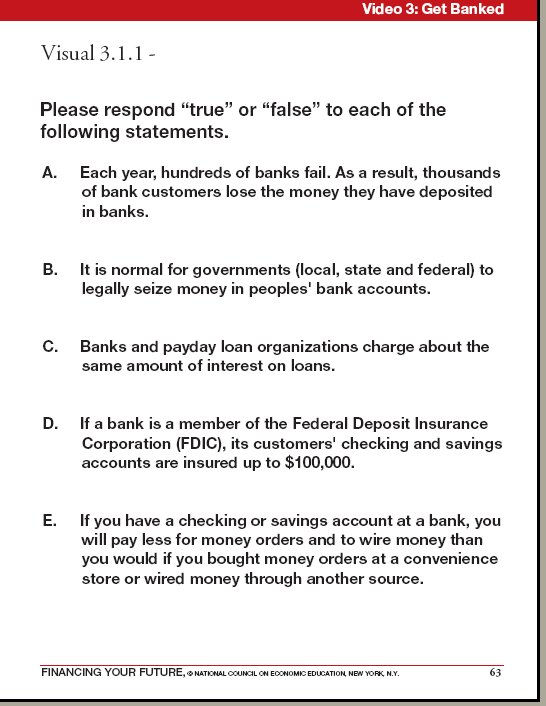 Video 3: Get Banked
Visual 3.1.1 -
Please respond “true” or “false” to each of the
following statements.
A. Each year, hundreds of banks fail. As a result, thousands
of bank customers lose the money they have deposited
in banks.
B. It is normal for governments (local, state and federal) to
legally seize money in peoples' bank accounts.
C. Banks and payday loan organizations charge about the
same amount of interest on loans.
D. If a bank is a member of the Federal Deposit Insurance
Corporation (FDIC), its customers' checking and savings
accounts are insured up to $100,000.
E. If you have a checking or savings account at a bank, you
will pay less for money orders and to wire money than
you would if you bought money orders at a convenience
store or wired money through another source.
FINANCING YOUR FUTURE, © NATIONAL COUNCIL ON ECONOMIC EDUCATION, NEW YORK, N.Y. 63